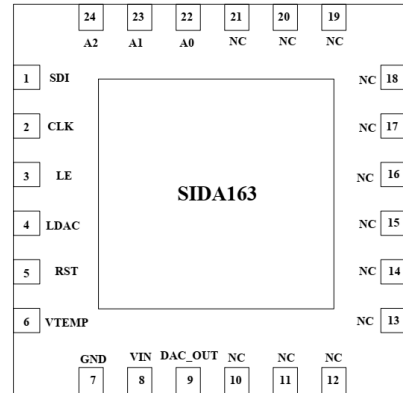 24 23 22 21 20 19
A2 A1 A0 NC NC NC
1 SDI NC 18
2 CLK NC 17
3 LE NC 16
SIDA163
4 LDAC NC 15
5 RST NC 14
6 VTEMP NC 13
GND VIN DAC_OUT NC NC NC
7 8 9 10 11 12